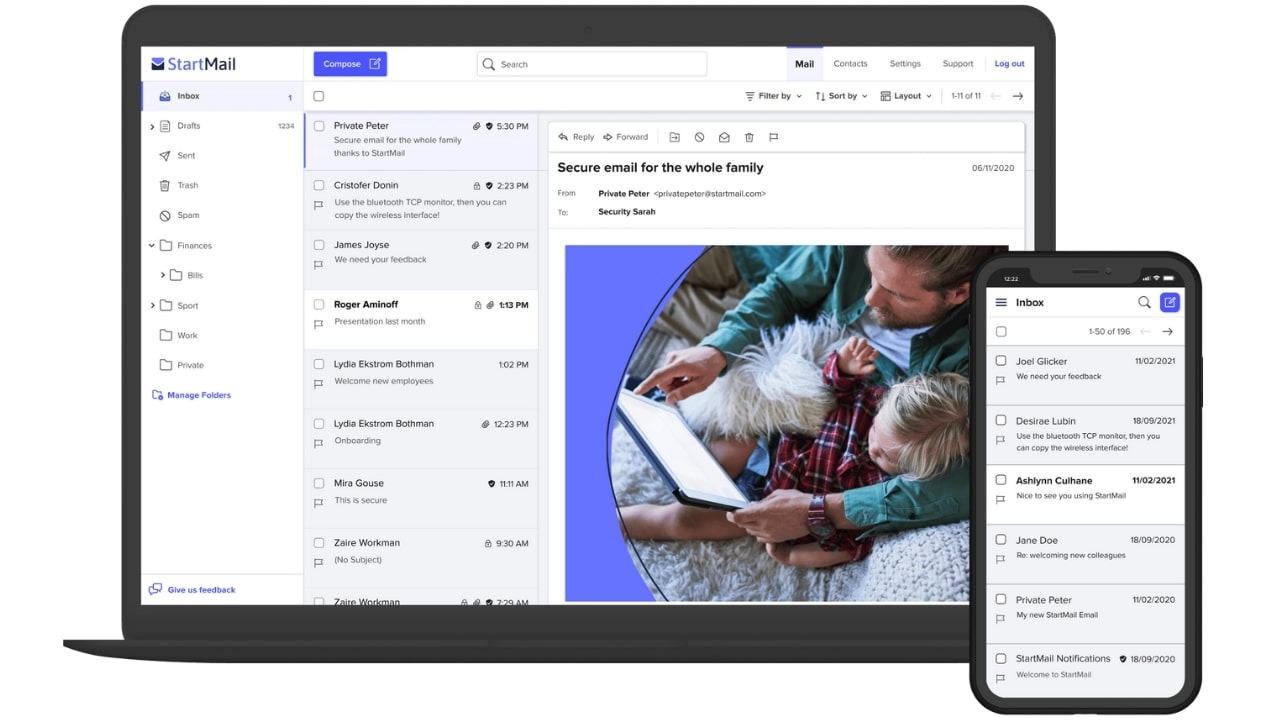 StartMail
Compose
Search
Mail
Contacts
Settings
Support
Log out
Inbox
1
Drafts
1234
Sent
Trash
Spam
Finances
Bills
Sport
Work
Private
Manage Folders
Give us feedback
Filter by
Sort by
Layout
1-11 of 11
Private Peter
5:30 PM
Secure email for the whole family
thanks to StartMail
Cristofer Donin
2:23 PM
Use the bluetooth TCP monitor, then you can
copy the wireless interface!
James Joyse
2:20 PM
We need your feedback
Roger Aminoff
1:13 PM
Presentation last month
Lydia Ekstrom Bothman
1:02 PM
Welcome new employees
Lydia Ekstrom Bothman
12:23 PM
Onboarding
Mira Gouse
11:11 AM
This is secure
Zaire Workman
9:30 AM
(No Subject)
Zaire Workman
7:29 AM
Reply
Forward
Secure email for the whole family
06/11/2020
From
Private Peter <privatepeter@startmail.com>
To:
Security Sarah
12:22
Inbox
1-50 of 196
Joel Glicker
11/02/2021
We need your feedback
Desirae Lubin
18/09/2021
Use the bluetooth TCP monitor, then you
can copy the wireless interface!
Ashlynn Culhane
11/02/2021
Nice to see you using StartMail
Jane Doe
18/09/2020
Re: welcoming new colleagues
Private Peter
11/02/2020
My new StartMail Email
StartMail Notifications
18/09/2020
Welcome to StartMail